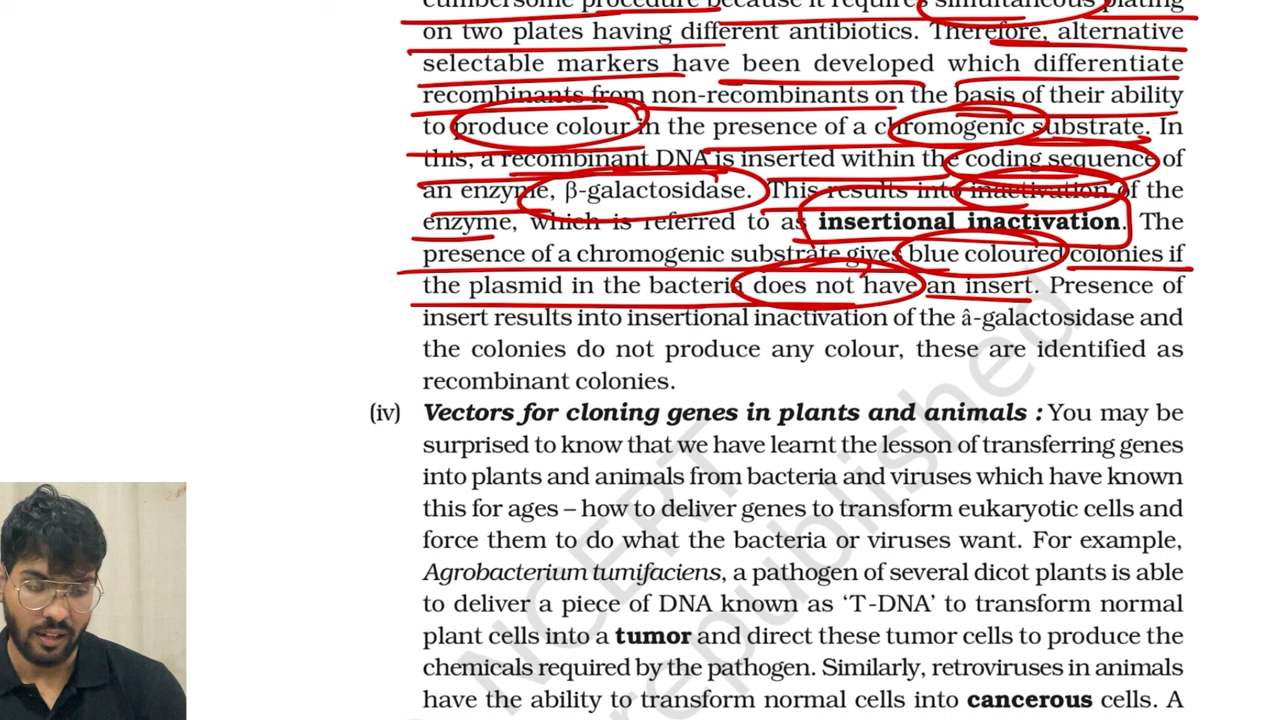 cumbersome procedure because it requires simultaneous plating
on two plates having different antibiotics. Therefore, alternative
selectable markers have been developed which differentiate
recombinants from non-recombinants on the basis of their ability
to produce colour in the presence of a chromogenic substrate. In
this, a recombinant DNA is inserted within the coding sequence of
an enzyme, β-galactosidase. This results into inactivation of the
enzyme, which is referred to as insertional inactivation. The
presence of a chromogenic substrate gives blue coloured colonies if
the plasmid in the bacteria does not have an insert. Presence of
insert results into insertional inactivation of the â-galactosidase and
the colonies do not produce any colour, these are identified as
recombinant colonies.
(iv) Vectors for cloning genes in plants and animals : You may be
surprised to know that we have learnt the lesson of transferring genes
into plants and animals from bacteria and viruses which have known
this for ages – how to deliver genes to transform eukaryotic cells and
force them to do what the bacteria or viruses want. For example,
Agrobacterium tumifaciens, a pathogen of several dicot plants is able
to deliver a piece of DNA known as ‘T-DNA’ to transform normal
plant cells into a tumor and direct these tumor cells to produce the
chemicals required by the pathogen. Similarly, retroviruses in animals
have the ability to transform normal cells into cancerous cells. A
NCERT
republished